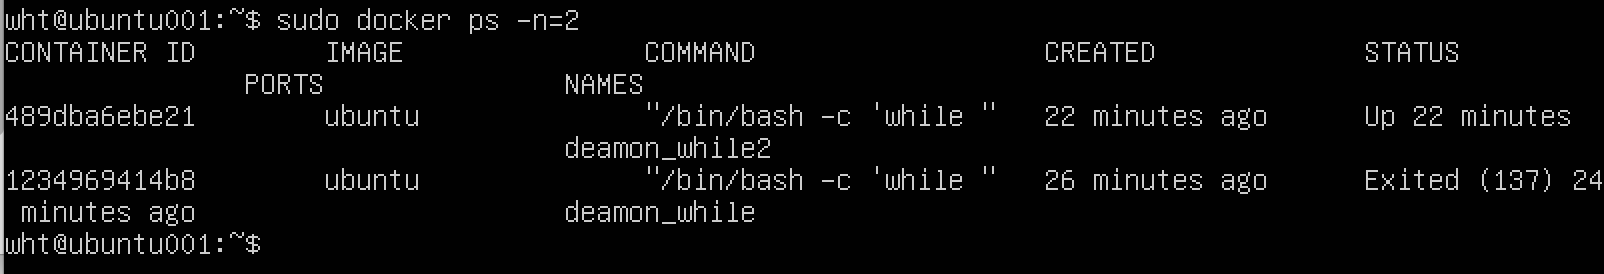 wht@ubuntu001:~$ sudo docker ps -n=2
CONTAINER ID        IMAGE               COMMAND                  CREATED             STATUS
               PORTS               NAMES
489dba6ebe21        ubuntu              "/bin/bash -c 'while "   22 minutes ago      Up 22 minutes
                                   deamon_while2
1234969414b8        ubuntu              "/bin/bash -c 'while "   26 minutes ago      Exited (137) 24
 minutes ago                       deamon_while
wht@ubuntu001:~$